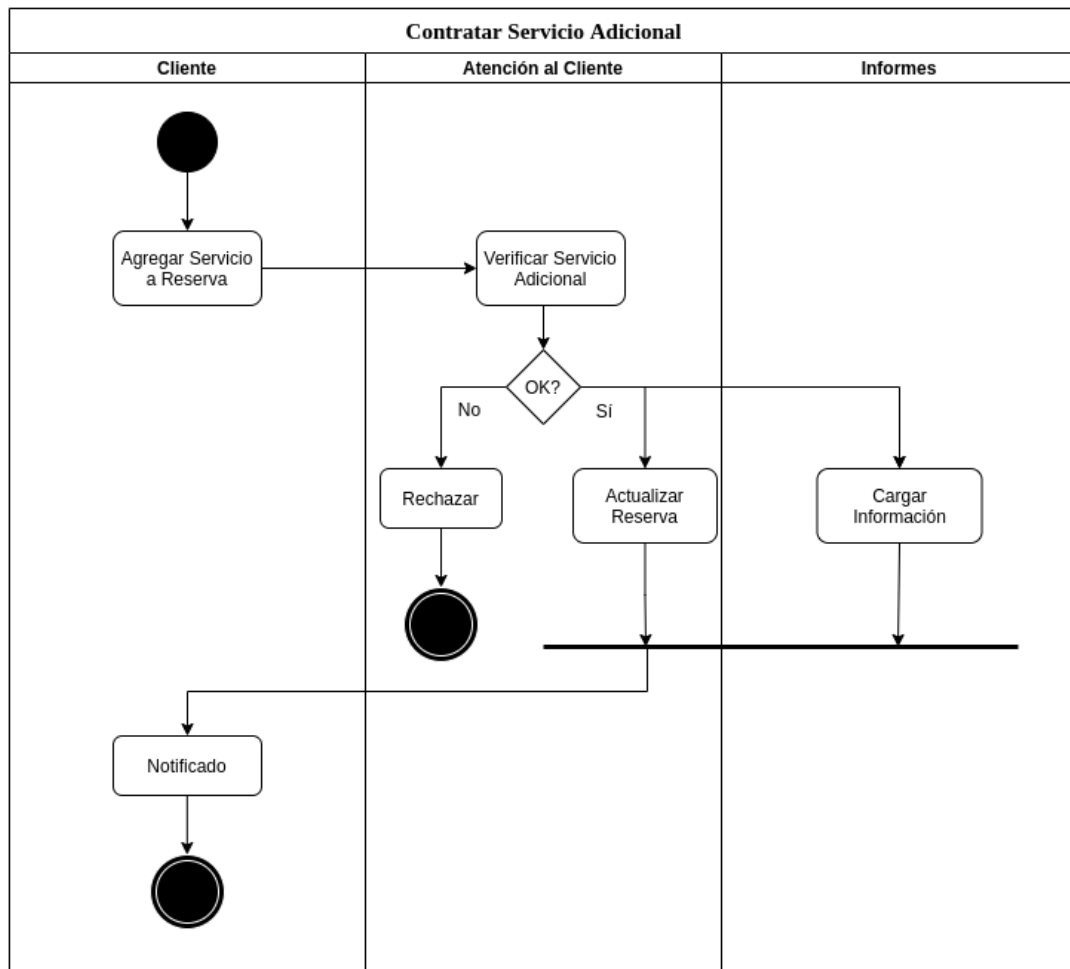 Contratar Servicio Adicional
Cliente
Atención al Cliente
Informes
Agregar Servicio
a Reserva
Verificar Servicio
Adicional
OK?
No
Sí
Rechazar
Actualizar
Reserva
Cargar
Información
Notificado